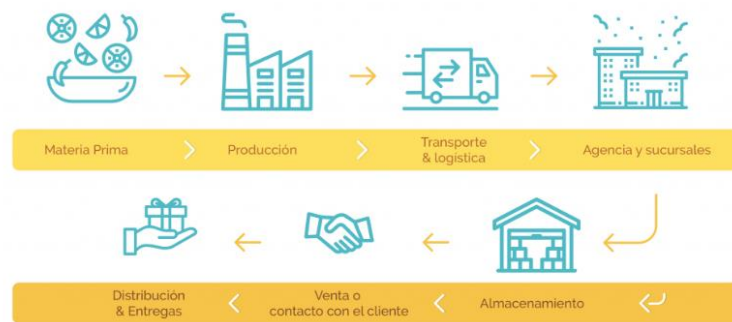 Materia Prima
Producción
Transporte
& logística
Agencia y sucursales
Distribución
& Entregas
Venta o
contacto con el cliente
Almacenamiento